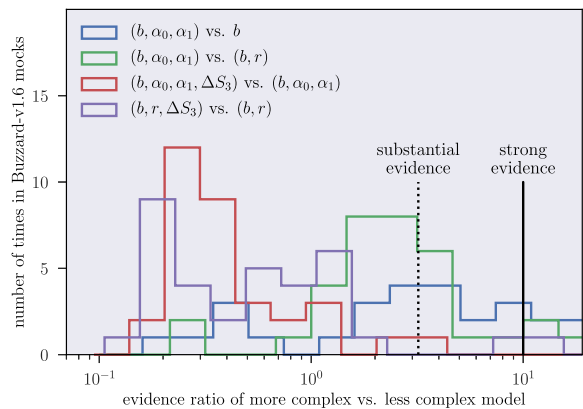 (b, α₀, α₁) vs. b
(b, α₀, α₁) vs. (b, r)
(b, α₀, α₁, ΔS₃) vs. (b, α₀, α₁)
(b, r, ΔS₃) vs. (b, r)
substantial evidence
strong evidence
number of times in Buzzard-v1.6 mocks
15
10
5
0
10⁻¹ 10⁰ 10¹
evidence ratio of more complex vs. less complex model